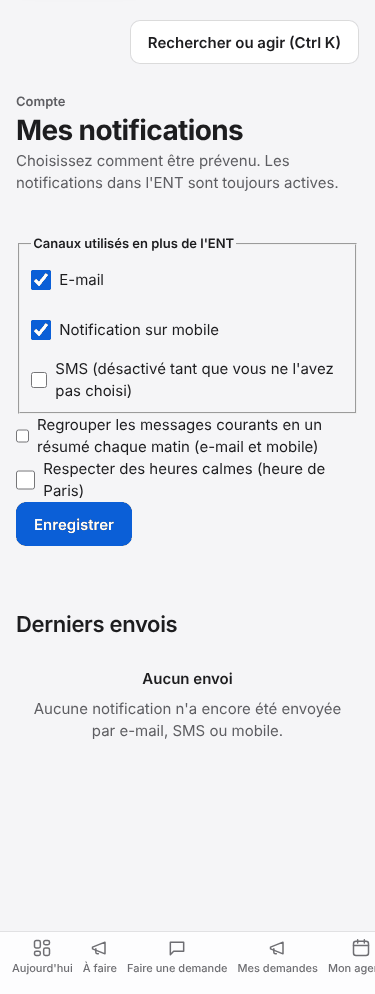 Rechercher ou agir (Ctrl K)
Compte
Mes notifications
Choisissez comment être prévenu. Les
notifications dans l'ENT sont toujours actives.
Canaux utilisés en plus de l'ENT
E-mail
Notification sur mobile
SMS (désactivé tant que vous ne l'avez
pas choisi)
Regrouper les messages courants en un
résumé chaque matin (e-mail et mobile)
Respecter des heures calmes (heure de
Paris)
Enregistrer
Derniers envois
Aucun envoi
Aucune notification n'a encore été envoyée
par e-mail, SMS ou mobile.
Aujourd'hui À faire Faire une demande Mes demandes Mon age